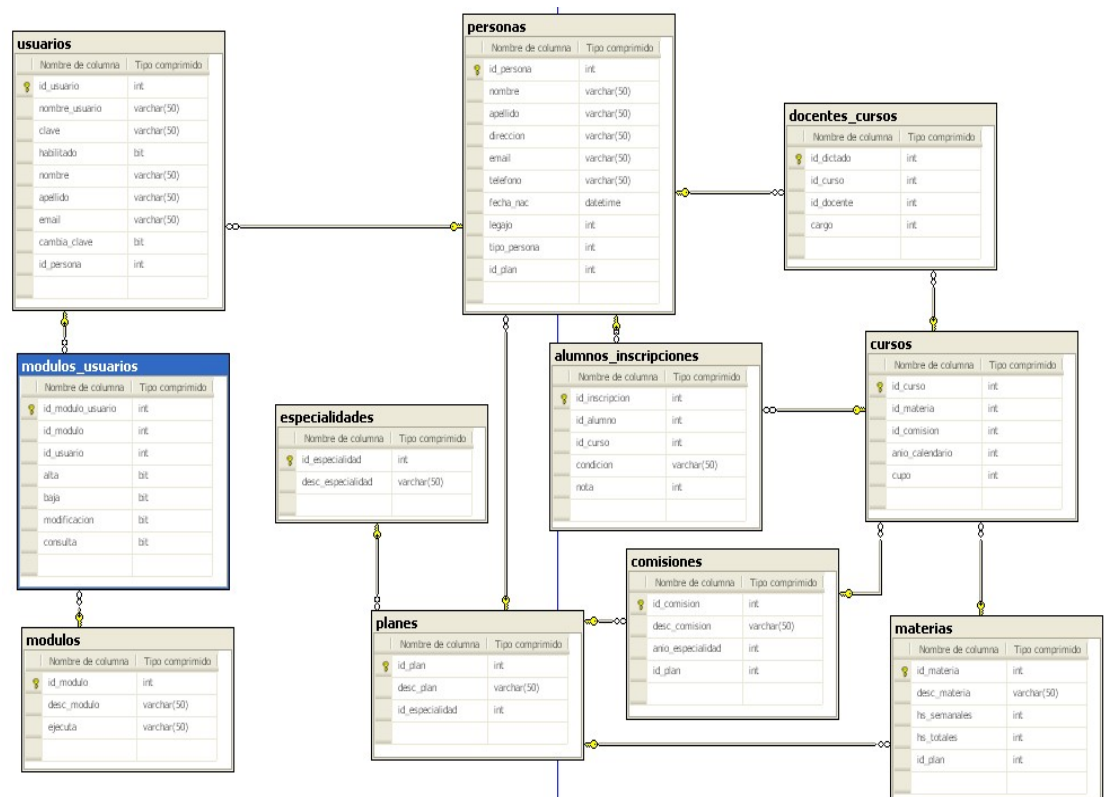 usuarios
Nombre de columna Tipo comprimido
id_usuario int
nombre_usuario varchar(50)
clave varchar(50)
habilitado bit
nombre varchar(50)
apellido varchar(50)
email varchar(50)
cambia_clave bit
id_persona int
personas
Nombre de columna Tipo comprimido
id_persona int
nombre varchar(50)
apellido varchar(50)
direccion varchar(50)
email varchar(50)
telefono varchar(50)
fecha_nac datetime
legajo int
tipo_persona int
id_plan int
docentes_cursos
Nombre de columna Tipo comprimido
id_dictado int
id_curso int
id_docente int
cargo int
modulos_usuarios
Nombre de columna Tipo comprimido
id_modulo_usuario int
id_modulo int
id_usuario int
alta bit
baja bit
modificacion bit
consulta bit
alumnos_inscripciones
Nombre de columna Tipo comprimido
id_inscripcion int
id_alumno int
id_curso int
condicion varchar(50)
nota int
cursos
Nombre de columna Tipo comprimido
id_curso int
id_materia int
id_comision int
anio_calendario int
cupo int
especialidades
Nombre de columna Tipo comprimido
id_especialidad int
desc_especialidad varchar(50)
comisiones
Nombre de columna Tipo comprimido
id_comision int
desc_comision varchar(50)
anio_especialidad int
id_plan int
modulos
Nombre de columna Tipo comprimido
id_modulo int
desc_modulo varchar(50)
ejecuta varchar(50)
planes
Nombre de columna Tipo comprimido
id_plan int
desc_plan varchar(50)
id_especialidad int
materias
Nombre de columna Tipo comprimido
id_materia int
desc_materia varchar(50)
hs_semanales int
hs_totales int
id_plan int